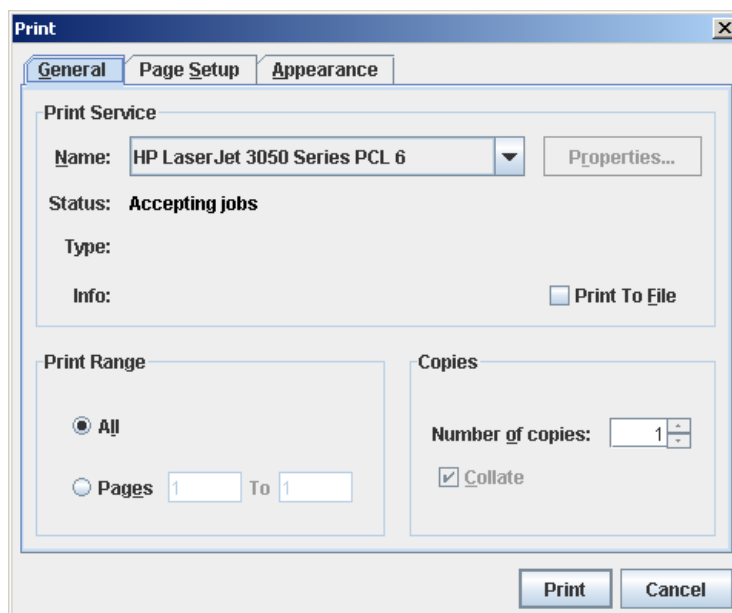 Print
General Page Setup Appearance
Print Service
Name: HP LaserJet 3050 Series PCL 6 Properties...
Status: Accepting jobs
Type:
Info: Print To File
Print Range Copies
All
Number of copies: 1
Collate
Pages 1 To 1
Print Cancel